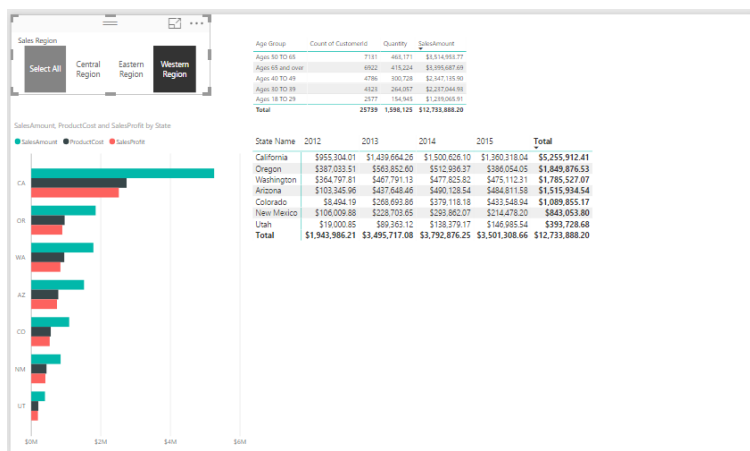 Sales Region
Select All
Central Region
Eastern Region
Western Region
Age Group Count of CustomerId Quantity SalesAmount
Ages 50 TO 65 7131 463,171 $3,514,953.77
Ages 65 and over 6922 415,224 $3,395,687.69
Ages 40 TO 49 4786 300,728 $2,347,135.90
Ages 30 TO 39 4323 264,057 $2,237,044.93
Ages 18 TO 29 2577 154,945 $1,239,065.91
Total 25739 1,598,125 $12,733,888.20
SalesAmount, ProductCost and SalesProfit by State
SalesAmount ProductCost SalesProfit
CA
OR
WA
AZ
CO
NM
UT
$0M $2M $4M $6M
State Name 2012 2013 2014 2015 Total
California $955,304.01 $1,439,664.26 $1,500,626.10 $1,360,318.04 $5,255,912.41
Oregon $387,033.51 $563,852.60 $512,936.37 $386,054.05 $1,849,876.53
Washington $364,797.81 $467,791.13 $477,825.82 $475,112.31 $1,785,527.07
Arizona $103,345.96 $437,648.46 $490,128.54 $484,811.58 $1,515,934.54
Colorado $8,494.19 $268,693.86 $379,118.18 $433,548.94 $1,089,855.17
New Mexico $106,009.88 $228,703.65 $293,862.07 $214,478.20 $843,053.80
Utah $19,000.85 $89,363.12 $138,379.17 $146,985.54 $393,728.68
Total $1,943,986.21 $3,495,717.08 $3,792,876.25 $3,501,308.66 $12,733,888.20